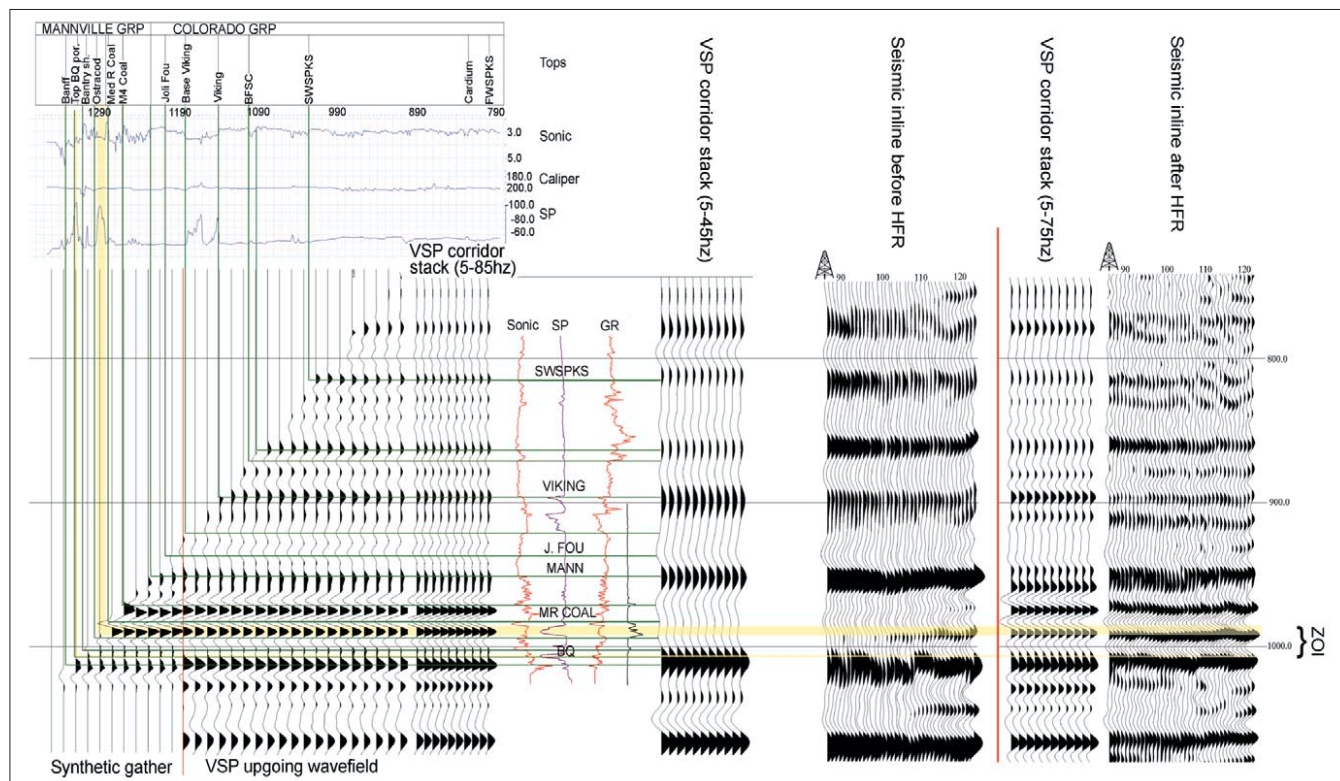 MANNVILLE GRP
COLORADO GRP
Banff
Top BQ por.
Bantry sh.
Ostracod
Med R Coal
M4 Coal
Joli Fou
Base Viking
Viking
BFSC
SWSPKS
Cardium
FWSPKS
Tops
1290 1190 1090 990 890 790
3.0
Sonic
5.0
180.0
Caliper
200.0
-100.0
-80.0
SP
-60.0
VSP corridor
stack (5-85hz)
VSP corridor stack (5-45hz)
Seismic inline before HFR
VSP corridor stack (5-75hz)
Seismic inline after HFR
90 100 110 120
90 100 110 120
Sonic SP GR
SWSPKS
VIKING
J. FOU
MANN
MR COAL
BQ
800.0
900.0
1000.0
ZOI
Synthetic gather
VSP upgoing wavefield